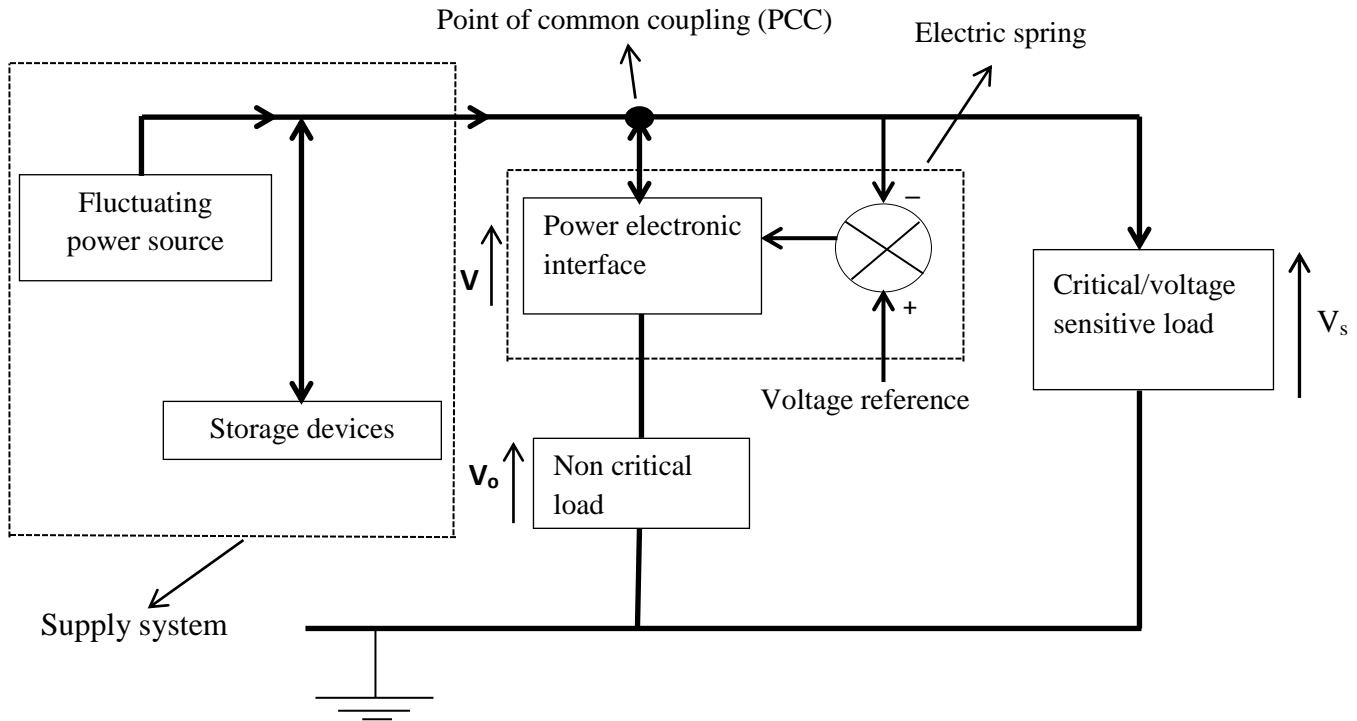 Point of common coupling (PCC)
Electric spring
Fluctuating
power source
Power electronic
interface
V
−
+
Critical/voltage
sensitive load
Vs
Voltage reference
Storage devices
Vo
Non critical
load
Supply system